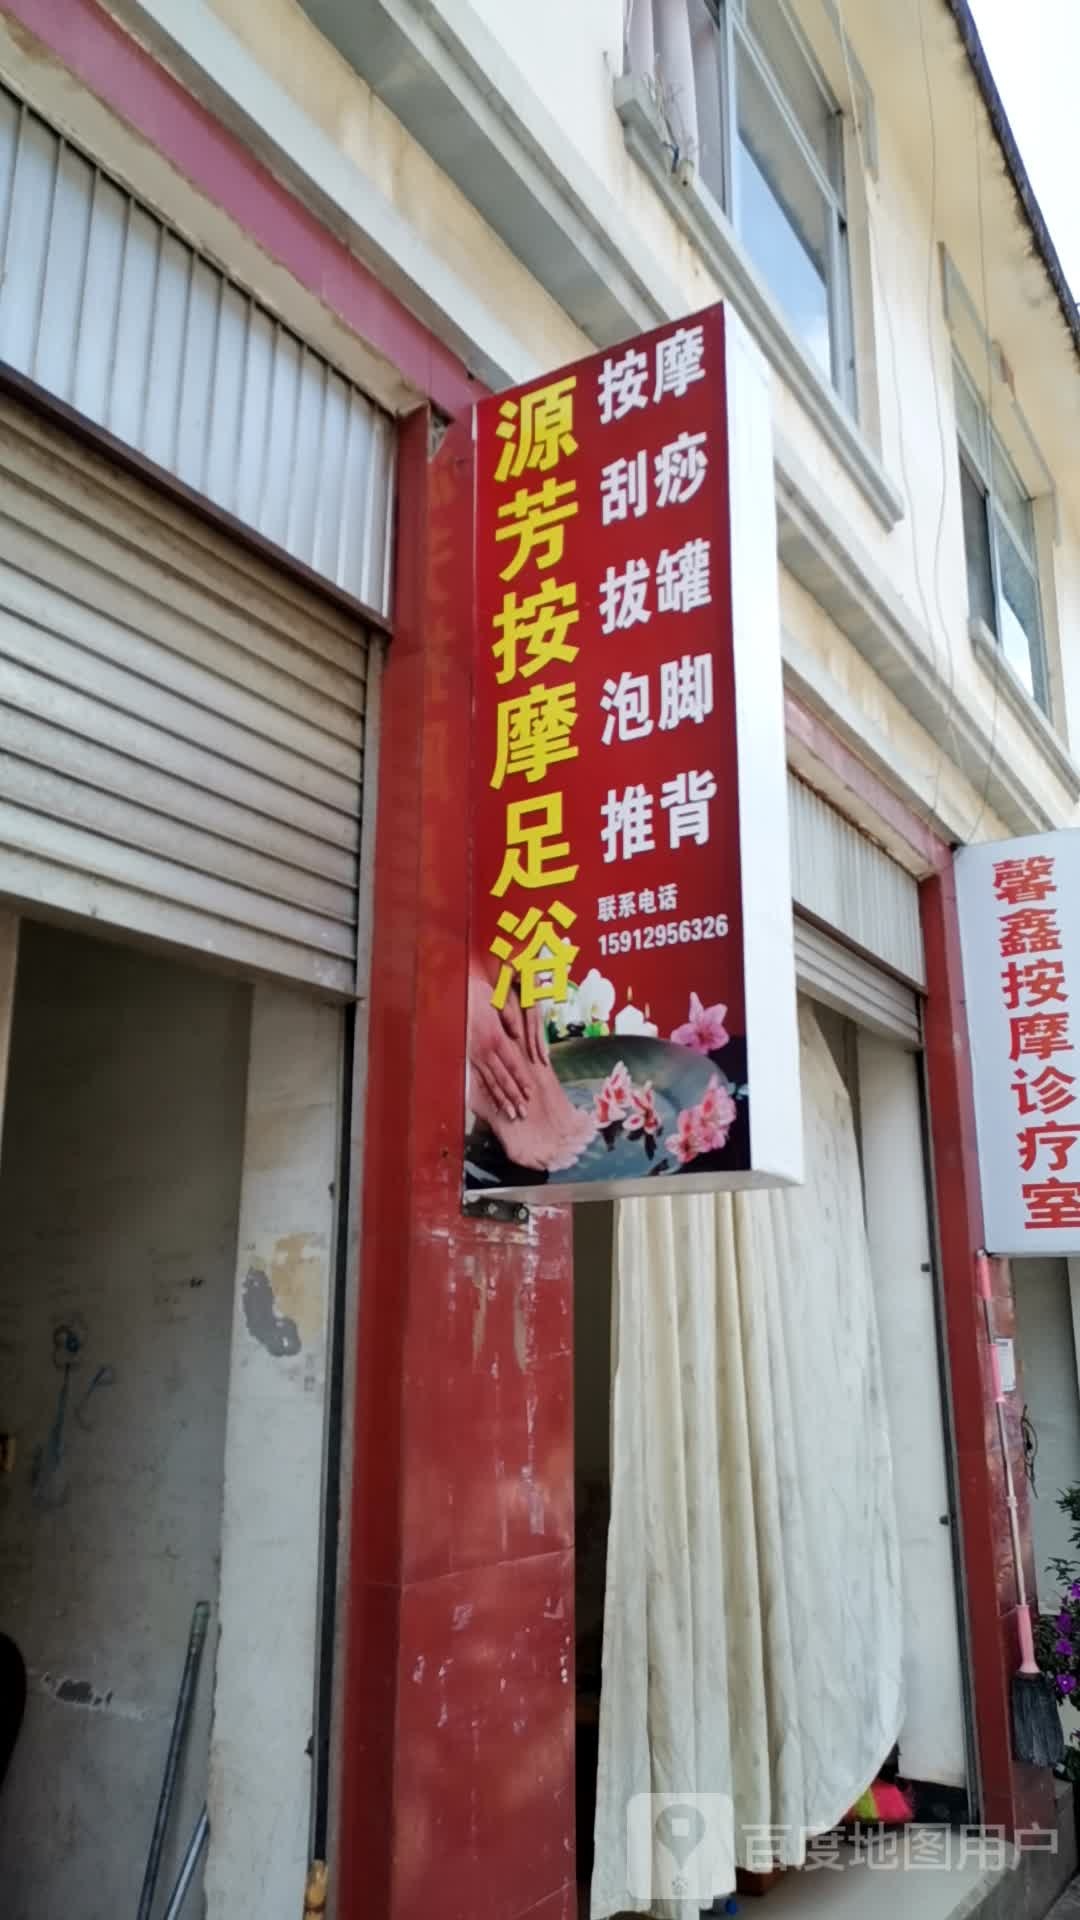 源芳按摩足浴
按摩
刮痧
拔罐
泡脚
推背
联系电话
15912956326
馨鑫按摩诊疗室
百度地图用户